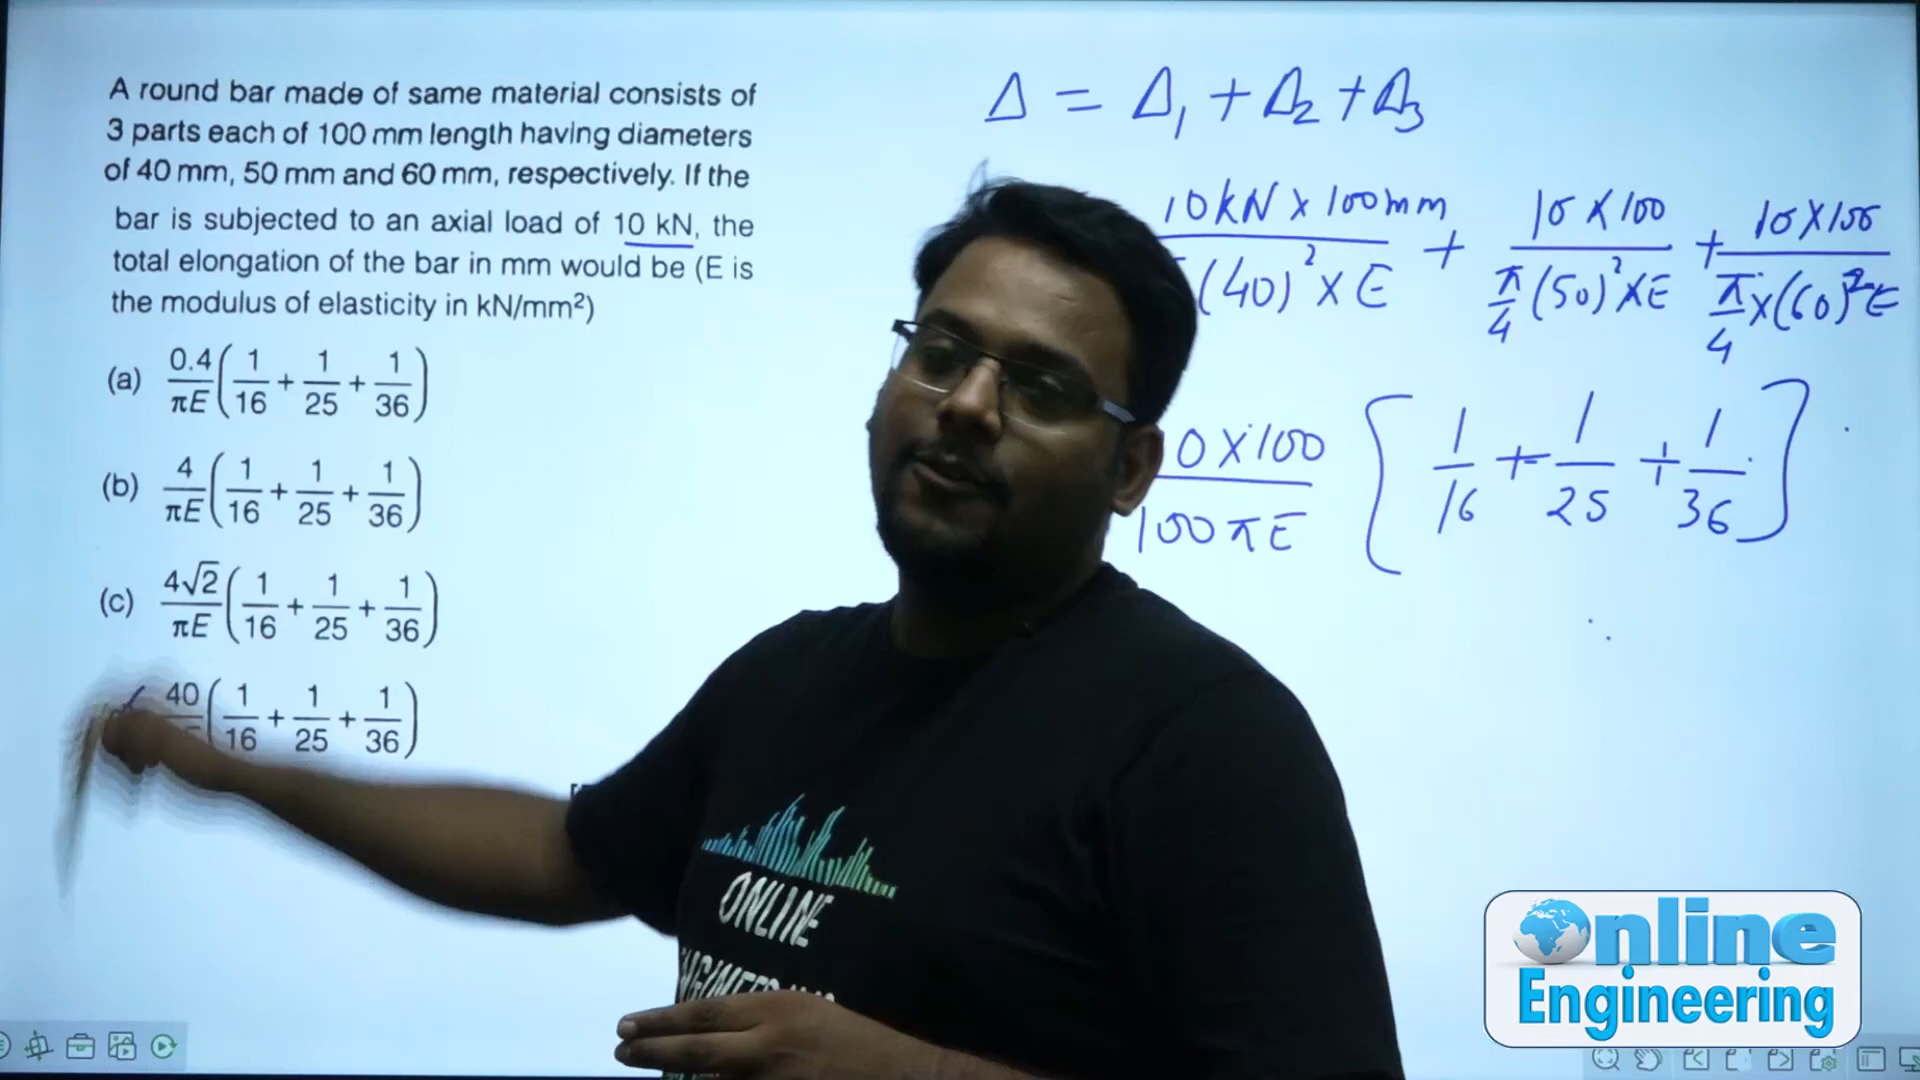 A round bar made of same material consists of
3 parts each of 100 mm length having diameters
of 40 mm, 50 mm and 60 mm, respectively. If the
bar is subjected to an axial load of 10 kN, the
total elongation of the bar in mm would be (E is
the modulus of elasticity in kN/mm²)
(a) 0.4/πE (1/16 + 1/25 + 1/36)
(b) 4/πE (1/16 + 1/25 + 1/36)
(c) 4√2/πE (1/16 + 1/25 + 1/36)
40 (1/16 + 1/25 + 1/36)
Δ = Δ1 + Δ2 + Δ3
10kN × 100mm / (40)² × E + 10 × 100 / π/4 (50)² × E + 10 × 100 / π/4 × (60)² E
0 × 100 / 100πE [1/16 + 1/25 + 1/36]
ONLINE
Online
Engineering